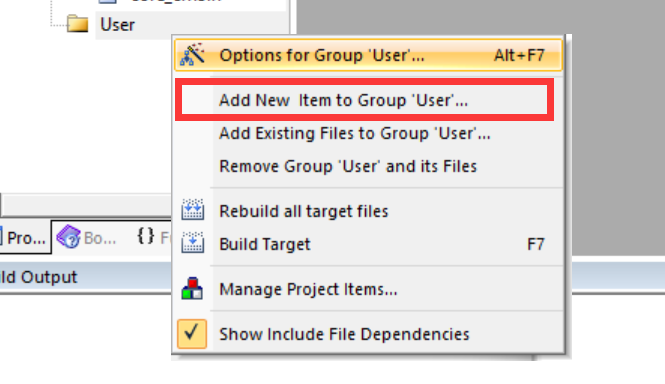 User
Options for Group 'User'... Alt+F7
Add New Item to Group 'User'...
Add Existing Files to Group 'User'...
Remove Group 'User' and its Files
Rebuild all target files
Pro... Bo... {} F
Build Target F7
ild Output
Manage Project Items...
Show Include File Dependencies